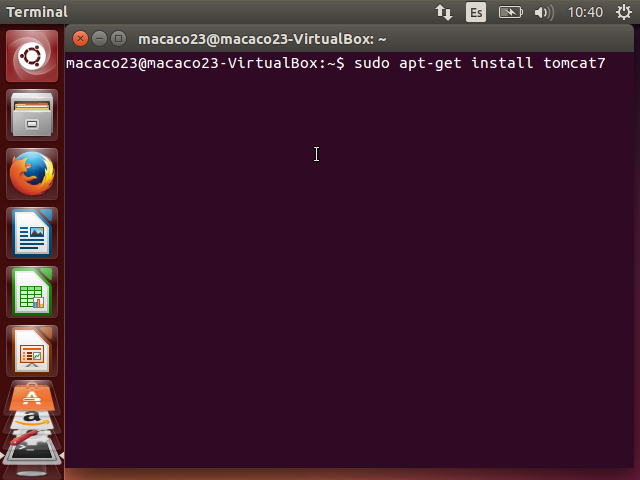 Terminal
Es
10:40
macaco23@macaco23-VirtualBox: ~
macaco23@macaco23-VirtualBox:~$ sudo apt-get install tomcat7